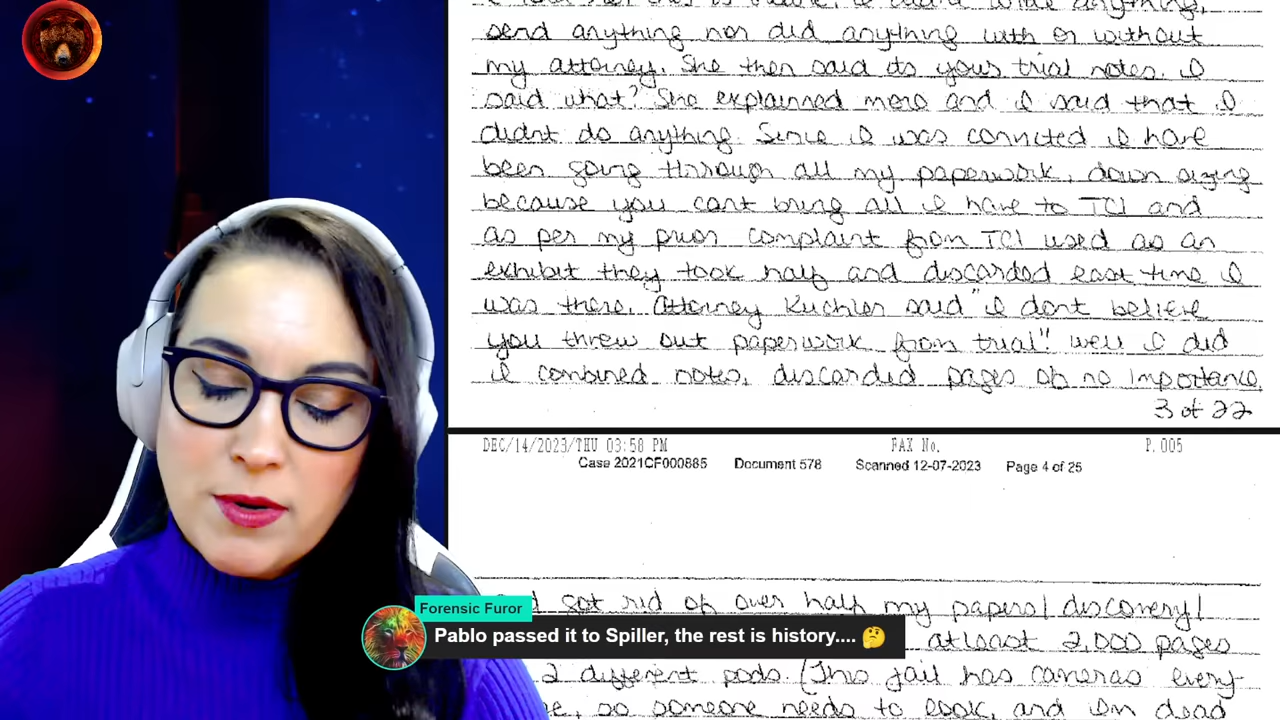 send anything nor did anything with or without
my attorney. She then said its your trial notes. I
said what? She explainned more and I said that I
didnt do anything. Since I was convicted I have
been going through all my paperwork, down sizing
because you cant bring all I have to TCI and
as per my prior complaint from TCI used as an
exhibit they took half and discarded last time I
was there. Attorney Kuchler said "I dont believe
you threw out paperwork from trial!" well I did
I combined notes, discarded pages of no importance,
3 of 22
DEC/14/2023/THU 03:58 PM FAX No. P. 005
Case 2021CF000885 Document 578 Scanned 12-07-2023 Page 4 of 25
got rid of over half my papers/discovery/
Forensic Furor
Pablo passed it to Spiller, the rest is history.... 🤔
atleast 2,000 pages
2 different pods. (This jail has cameras every-
so someone needs to look, and I'm dead